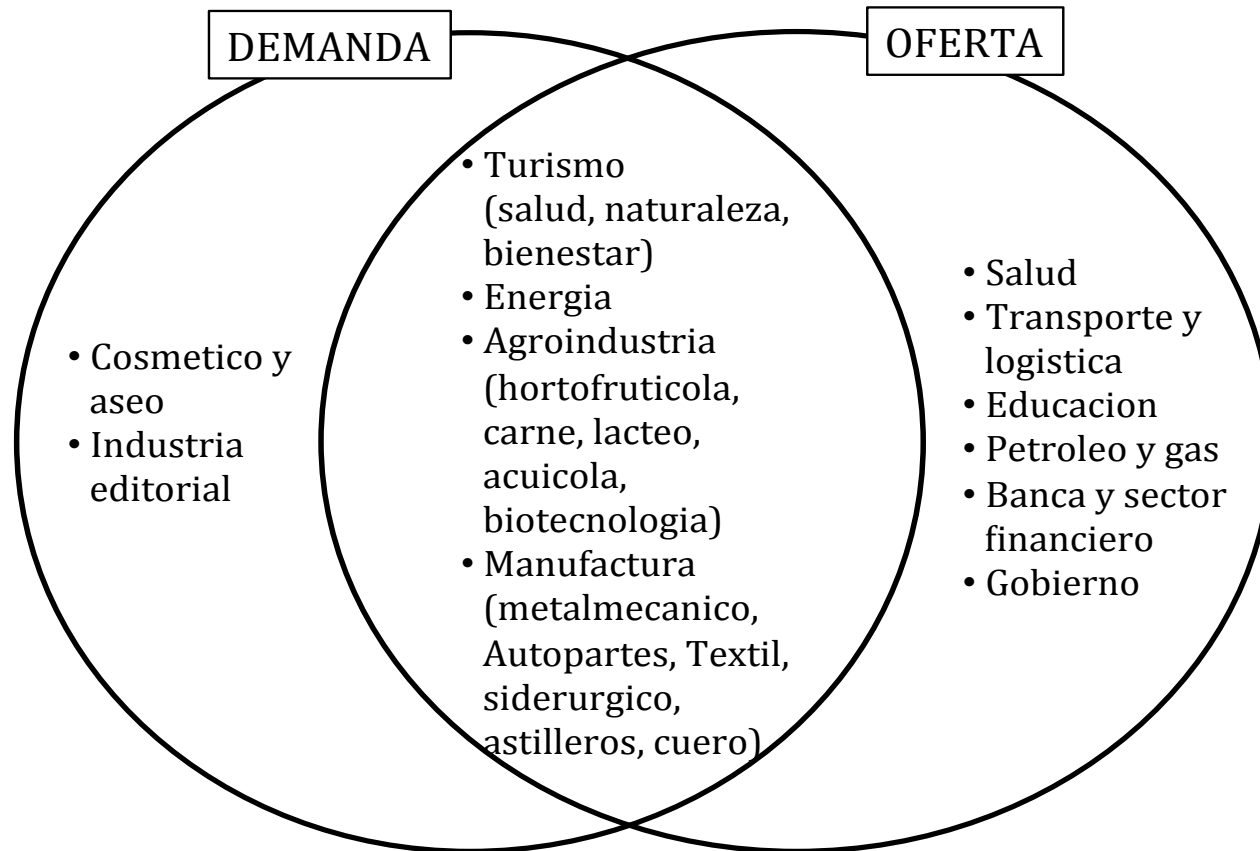 DEMANDA
OFERTA
• Cosmetico y
aseo
• Industria
editorial
• Turismo
(salud, naturaleza,
bienestar)
• Energia
• Agroindustria
(hortofruticola,
carne, lacteo,
acuicola,
biotecnologia)
• Manufactura
(metalmecanico,
Autopartes, Textil,
siderurgico,
astilleros, cuero)
• Salud
• Transporte y
logistica
• Educacion
• Petroleo y gas
• Banca y sector
financiero
• Gobierno